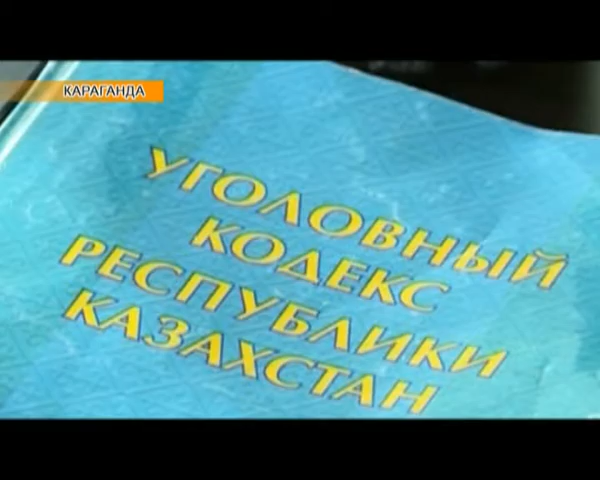 КАРАГАНДА
УГОЛОВНЫЙ
КОДЕКС
РЕСПУБЛИКИ
КАЗАХСТАН